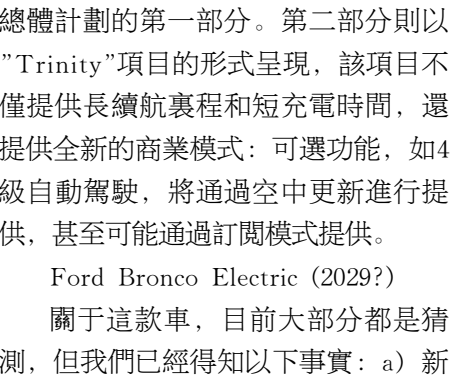 總體計劃的第一部分。第二部分則以
”Trinity”項目的形式呈現，該項目不
僅提供長續航裏程和短充電時間，還
提供全新的商業模式：可選功能，如4
級自動駕駛，將通過空中更新進行提
供，甚至可能通過訂閱模式提供。
Ford Bronco Electric (2029?)
關于這款車，目前大部分都是猜
測，但我們已經得知以下事實：a) 新